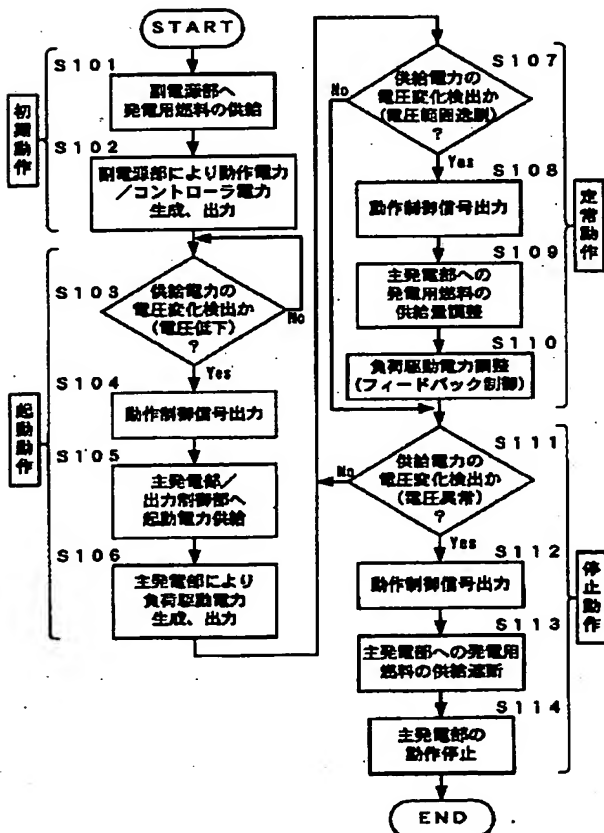 START
初期動作
S101
副電源部へ
発電用燃料の供給
S102
副電源部により動作電力
/コントローラ電力
生成、出力
起動動作
S103
供給電力の
電圧変化検出か
(電圧低下)
?
No
Yes
S104
動作制御信号出力
S105
主発電部/
出力制御部へ
起動電力供給
S106
主発電部により
負荷駆動電力
生成、出力
定常動作
S107
供給電力の
電圧変化検出か
(電圧範囲逸脱)
?
No
Yes
S108
動作制御信号出力
S109
主発電部への
発電用燃料の
供給量調整
S110
負荷駆動電力調整
(フィードバック制御)
停止動作
S111
供給電力の
電圧変化検出か
(電圧異常)
?
No
Yes
S112
動作制御信号出力
S113
主発電部への発電用
燃料の供給遮断
S114
主発電部の
動作停止
END